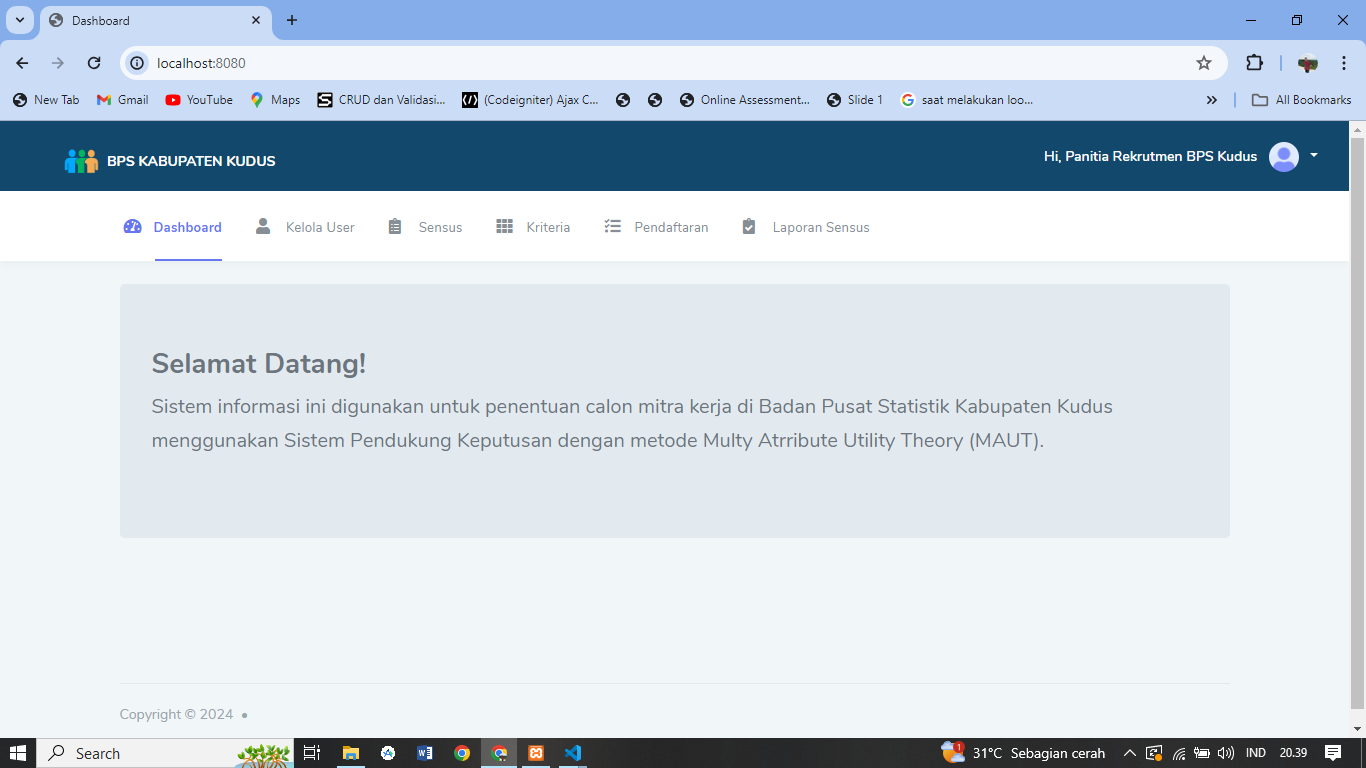 Dashboard
localhost:8080
New Tab
Gmail
YouTube
Maps
CRUD dan Validasi...
(Codeigniter) Ajax C...
Online Assessment...
Slide 1
saat melakukan loo...
All Bookmarks
BPS KABUPATEN KUDUS
Hi, Panitia Rekrutmen BPS Kudus
Dashboard
Kelola User
Sensus
Kriteria
Pendaftaran
Laporan Sensus
Selamat Datang!
Sistem informasi ini digunakan untuk penentuan calon mitra kerja di Badan Pusat Statistik Kabupaten Kudus
menggunakan Sistem Pendukung Keputusan dengan metode Multy Atrribute Utility Theory (MAUT).
Copyright © 2024 •
Search
1
31°C Sebagian cerah
IND
20.39